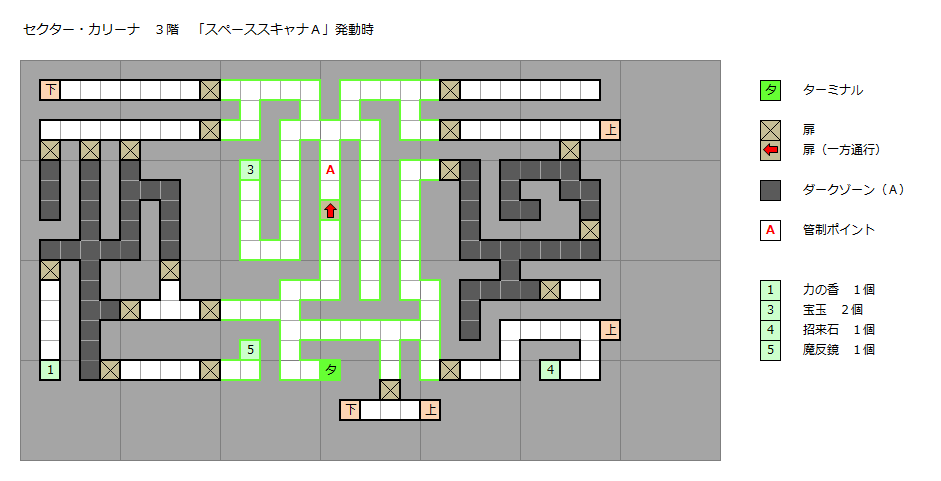 セクター・カリーナ　３階　「スペーススキャナＡ」発動時
下
上
3
A
5
1
タ
4
上
下
上
タ　ターミナル
扉
扉（一方通行）
ダークゾーン（Ａ）
A　管制ポイント
1　力の香　１個
3　宝玉　２個
4　招来石　１個
5　魔反鏡　１個